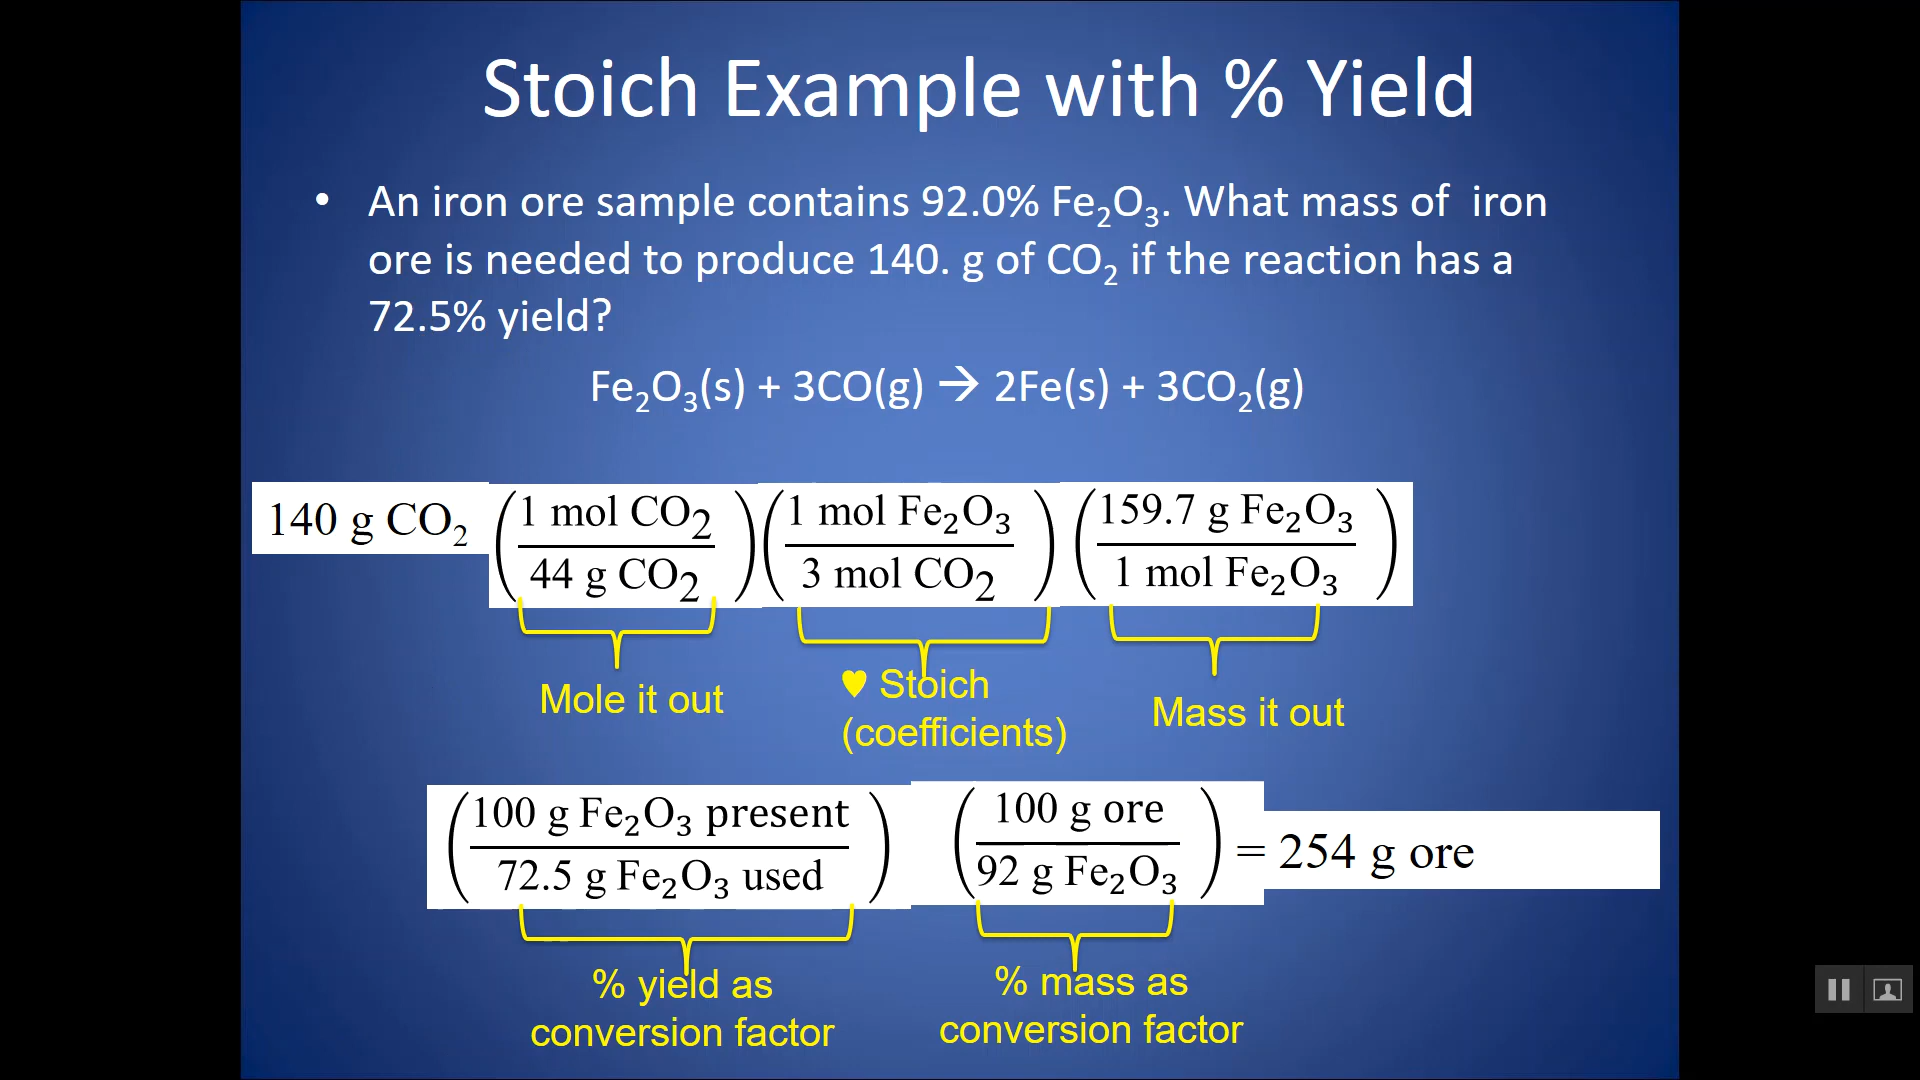 Stoich Example with % Yield
• An iron ore sample contains 92.0% Fe₂O₃. What mass of iron
ore is needed to produce 140. g of CO₂ if the reaction has a
72.5% yield?
Fe₂O₃(s) + 3CO(g) → 2Fe(s) + 3CO₂(g)
140 g CO₂ (1 mol CO₂ / 44 g CO₂) (1 mol Fe₂O₃ / 3 mol CO₂) (159.7 g Fe₂O₃ / 1 mol Fe₂O₃)
Mole it out
♥ Stoich
(coefficients)
Mass it out
(100 g Fe₂O₃ present / 72.5 g Fe₂O₃ used) (100 g ore / 92 g Fe₂O₃) = 254 g ore
% yield as
conversion factor
% mass as
conversion factor